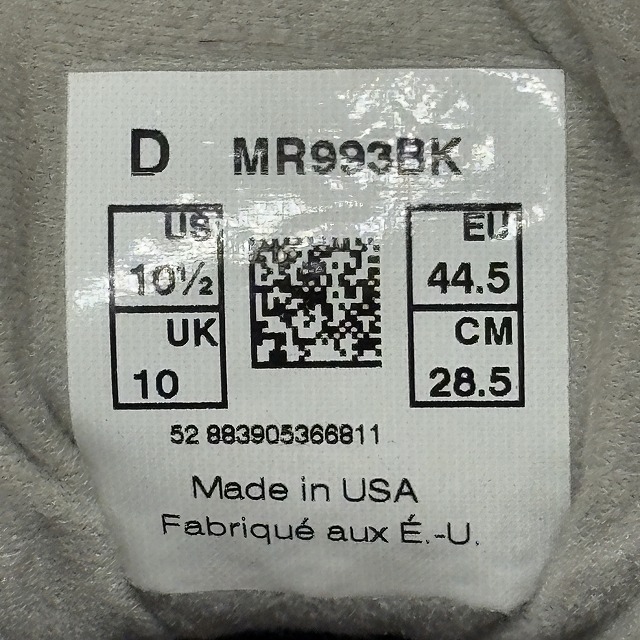 D MR993BK
US EU
10½ 44.5
UK CM
10 28.5
52 883905366811
Made in USA
Fabriqué aux É.-U.